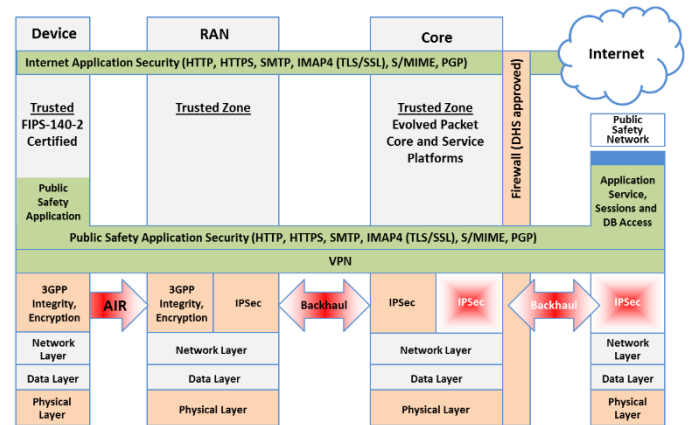 Device
RAN
Core
Internet
Internet Application Security (HTTP, HTTPS, SMTP, IMAP4 (TLS/SSL), S/MIME, PGP)
Firewall (DHS approved)
Trusted
FIPS-140-2
Certified
Trusted Zone
Trusted Zone
Evolved Packet
Core and Service
Platforms
Public Safety
Network
Public
Safety
Application
Application
Service,
Sessions and
DB Access
Public Safety Application Security (HTTP, HTTPS, SMTP, IMAP4 (TLS/SSL), S/MIME, PGP)
VPN
3GPP
Integrity,
Encryption
AIR
3GPP
Integrity,
Encryption
IPSec
Backhaul
IPSec
IPSec
Backhaul
IPSec
Network
Layer
Network Layer
Network Layer
Network
Layer
Data Layer
Data Layer
Data Layer
Data Layer
Physical
Layer
Physical Layer
Physical Layer
Physical
Layer